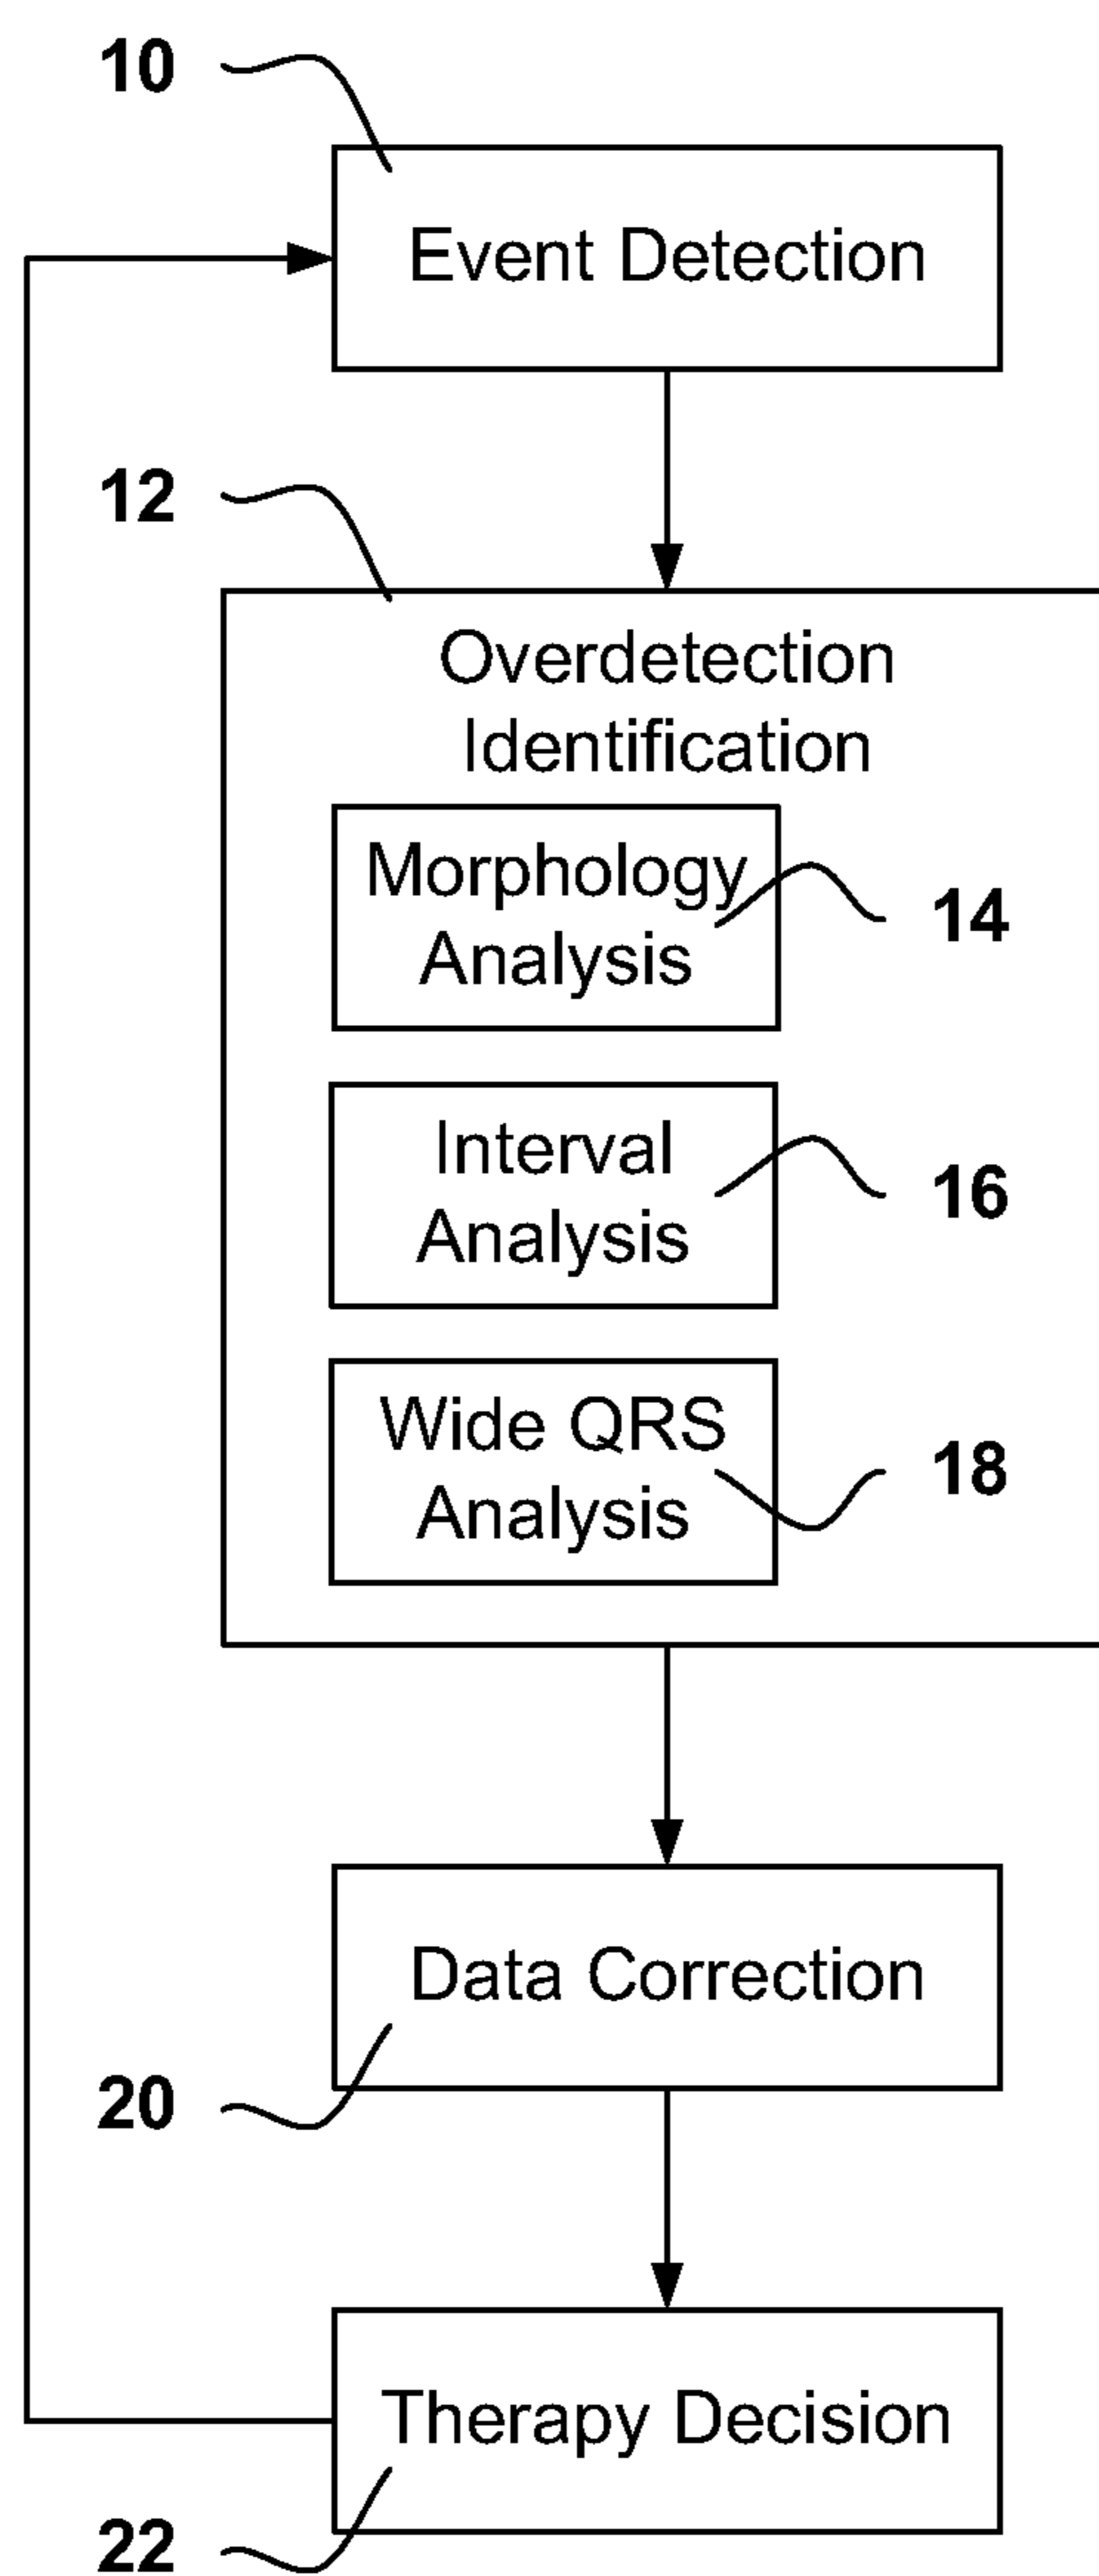 10
Event Detection
12
Overdetection
Identification
Morphology
Analysis
14
Interval
Analysis
16
Wide QRS
Analysis
18
Data Correction
20
Therapy Decision
22